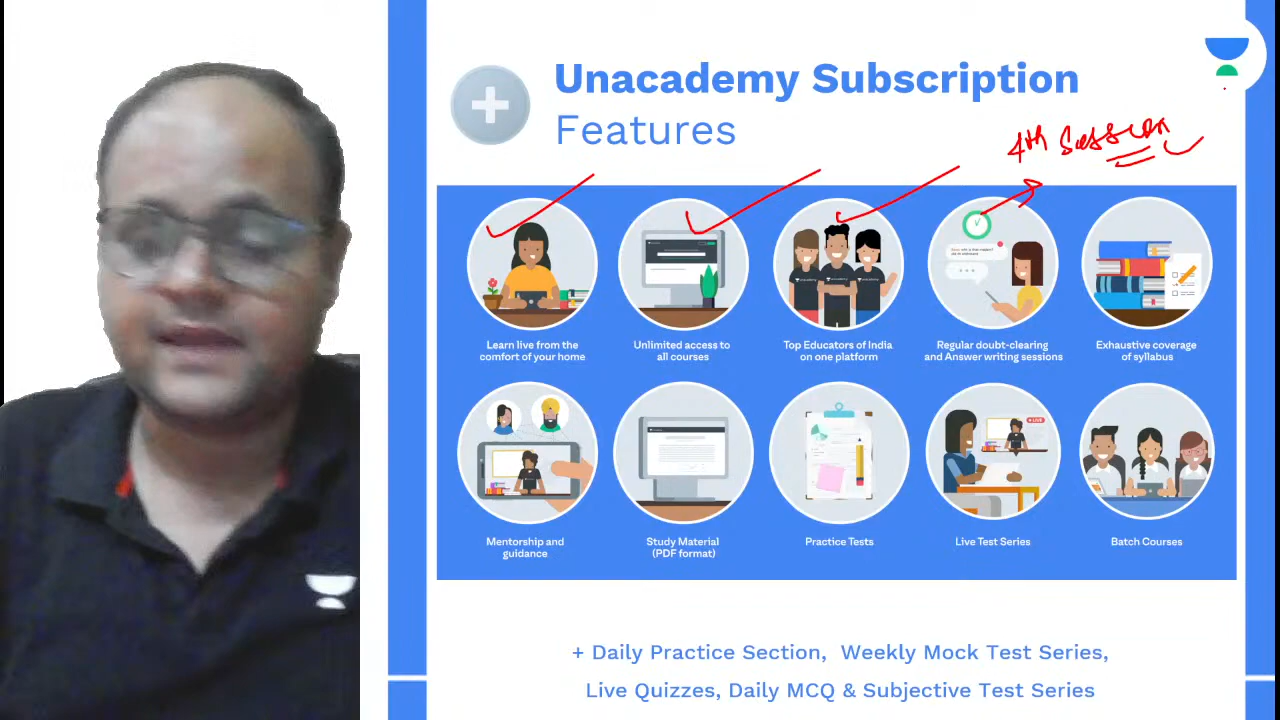 Unacademy Subscription
Features
4th Session
Learn live from the
comfort of your home
Unlimited access to
all courses
Top Educators of India
on one platform
Regular doubt-clearing
and Answer writing sessions
Exhaustive coverage
of syllabus
LIVE
Mentorship and
guidance
Study Material
(PDF format)
Practice Tests
Live Test Series
Batch Courses
+ Daily Practice Section, Weekly Mock Test Series,
Live Quizzes, Daily MCQ & Subjective Test Series